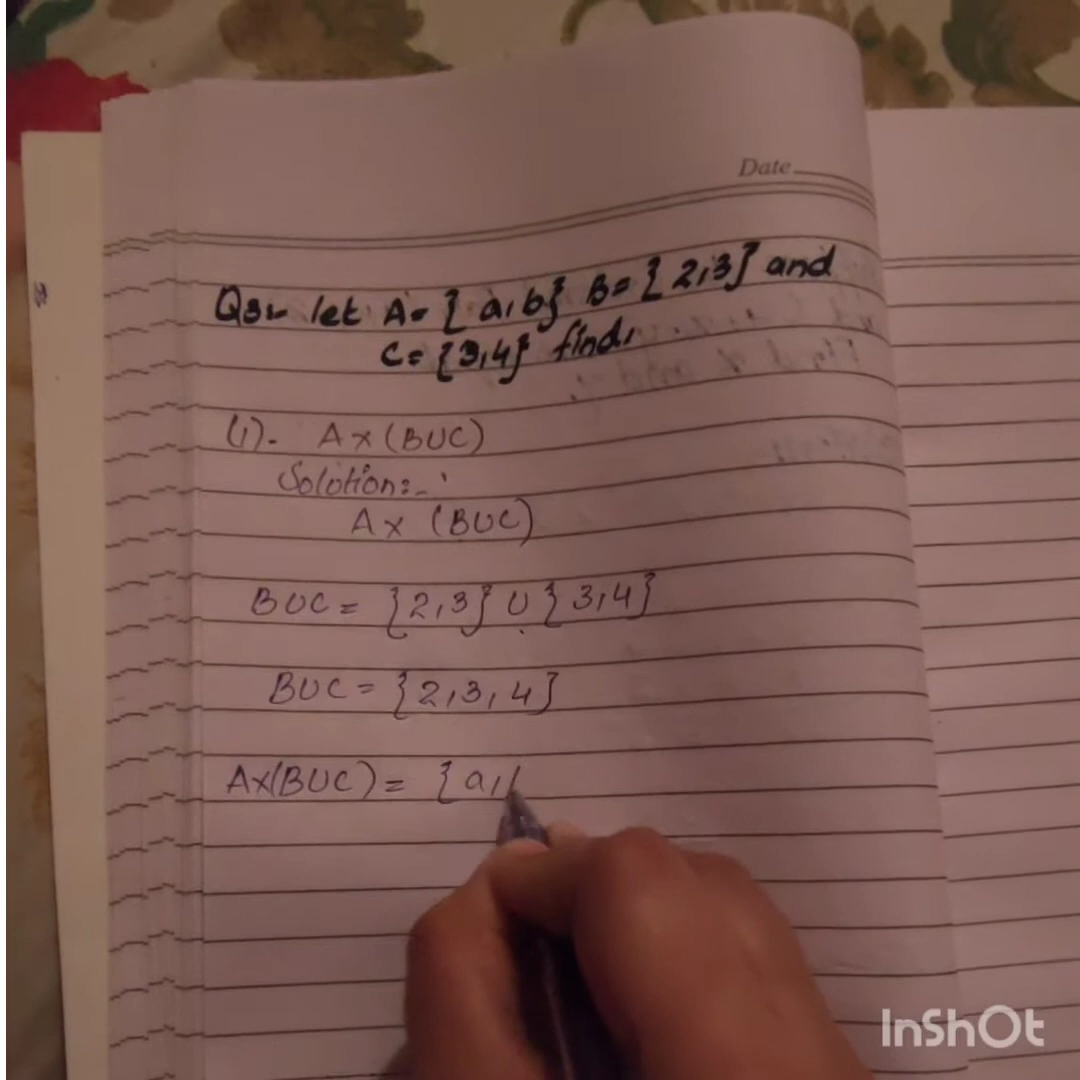 Date
Q3:- let A= { a,b} B= { 2,3} and
C= {3,4} find,
(1). A×(BUC)
Solution:-
A× (BUC)
BUC= {2,3} U { 3,4}
BUC= {2,3,4}
A×(BUC)= { a,
InShOt